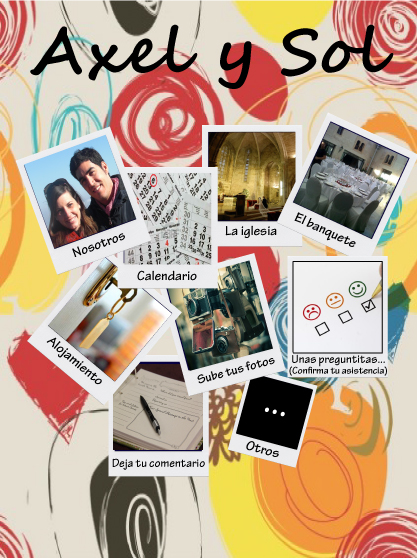 Axel y Sol
Nosotros
Calendario
La iglesia
El banquete
Alojamiento
Sube tus fotos
Unas preguntitas...
(Confirma tu asistencia)
Deja tu comentario
...
Otros